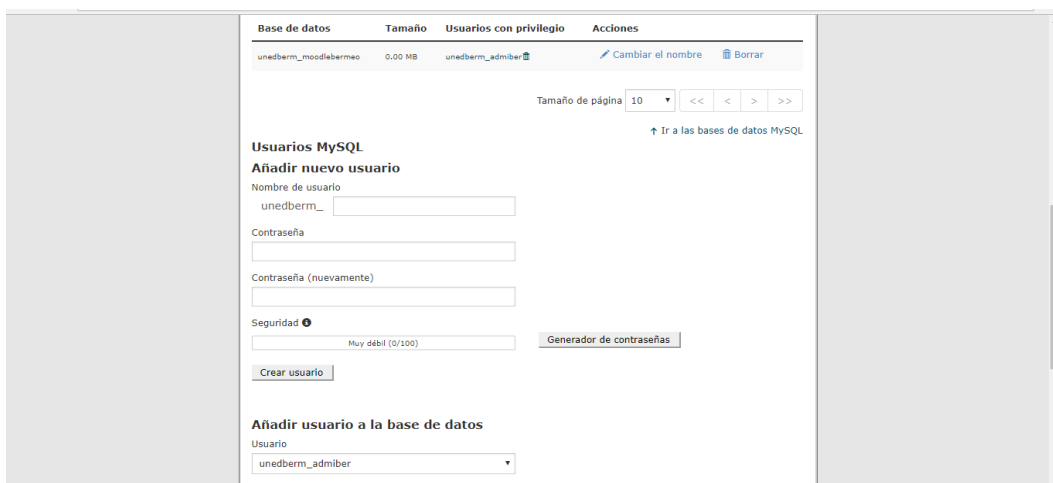 Base de datos Tamaño Usuarios con privilegio Acciones
unedberm_moodlebermeo 0.00 MB unedberm_admiber Cambiar el nombre Borrar
Tamaño de página 10 << < > >>
Ir a las bases de datos MySQL
Usuarios MySQL
Añadir nuevo usuario
Nombre de usuario
unedberm_
Contraseña
Contraseña (nuevamente)
Seguridad
Muy débil (0/100) Generador de contraseñas
Crear usuario
Añadir usuario a la base de datos
Usuario
unedberm_admiber